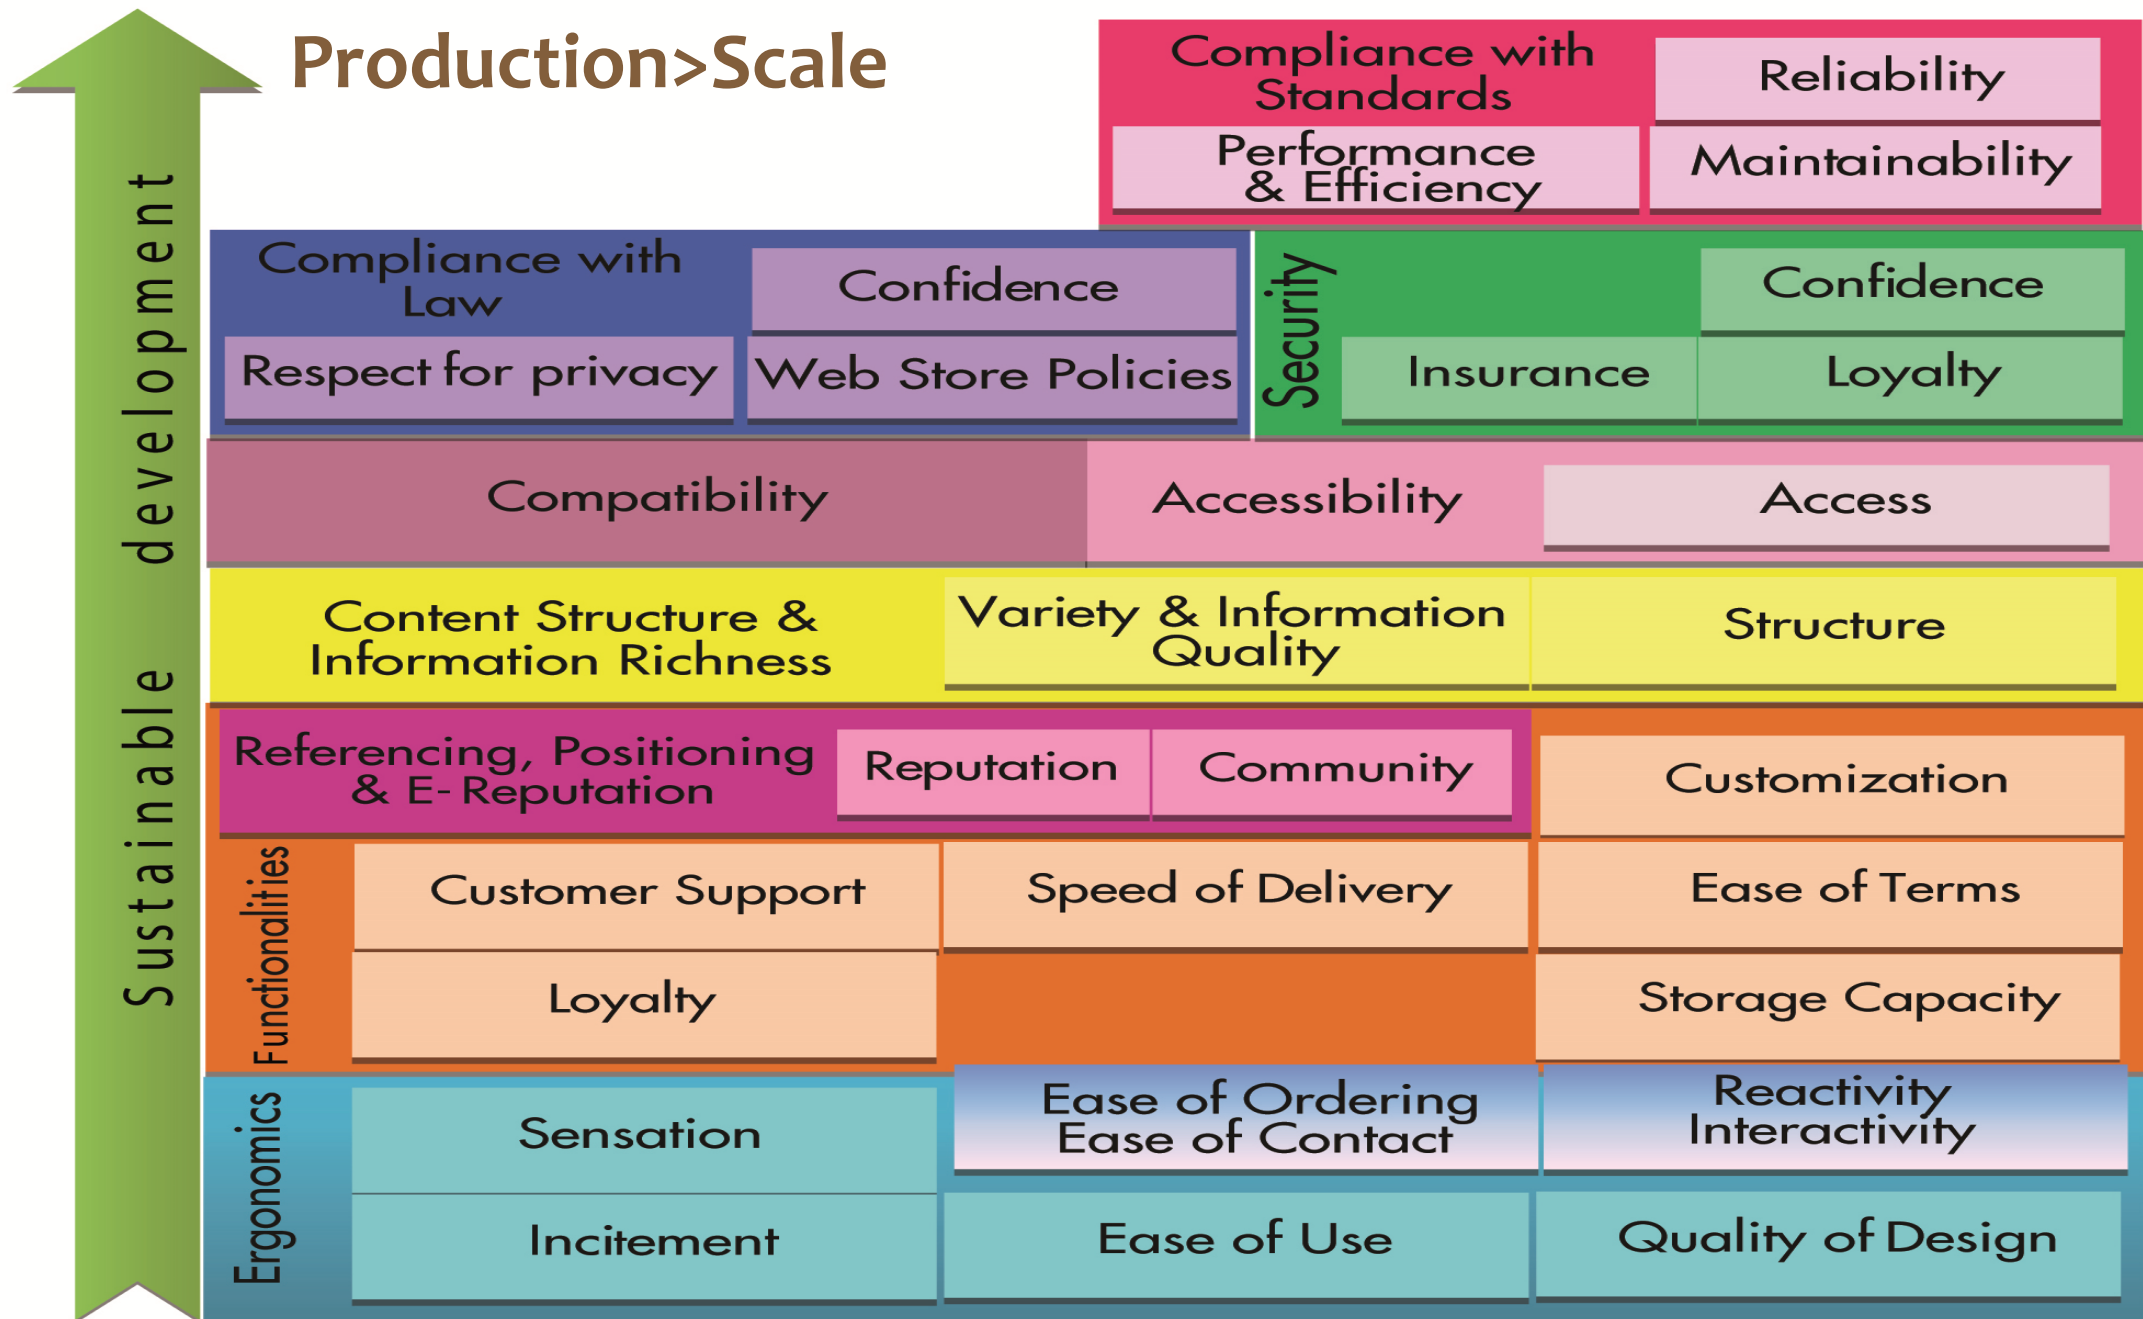 Production>Scale
Sustainable development
Compliance with
Standards
Reliability
Performance
& Efficiency
Maintainability
Compliance with
Law
Confidence
Respect for privacy
Web Store Policies
Security
Confidence
Insurance
Loyalty
Compatibility
Accessibility
Access
Content Structure &
Information Richness
Variety & Information
Quality
Structure
Referencing, Positioning
& E-Reputation
Reputation
Community
Customization
Functionalities
Customer Support
Speed of Delivery
Ease of Terms
Loyalty
Storage Capacity
Ergonomics
Sensation
Ease of Ordering
Ease of Contact
Reactivity
Interactivity
Incitement
Ease of Use
Quality of Design